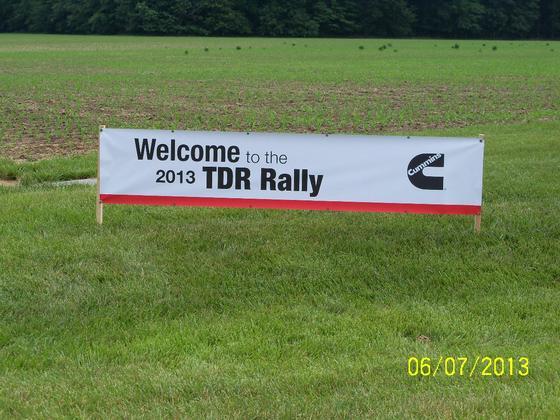 Welcome to the
2013 TDR Rally
Cummins
06/07/2013